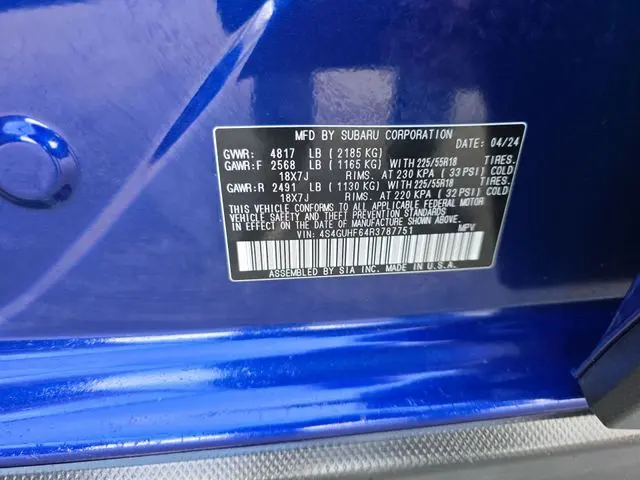 MFD BY SUBARU CORPORATION DATE: 04/24
GVWR: 4817 LB (2185 KG)
GAWR:F 2568 LB (1165 KG) WITH 225/55R18 TIRES.
18X7J RIMS. AT 230 KPA (33 PSI) COLD
GAWR:R 2491 LB (1130 KG) WITH 225/55R18 TIRES.
18X7J RIMS. AT 220 KPA (32 PSI) COLD
THIS VEHICLE CONFORMS TO ALL APPLICABLE FEDERAL MOTOR
VEHICLE SAFETY AND THEFT PREVENTION STANDARDS
IN EFFECT ON THE DATE OF MANUFACTURE SHOWN ABOVE.
VIN: 4S4GUHF64R3787751 MPV
ASSEMBLED BY SIA INC. MADE IN U.S.A.